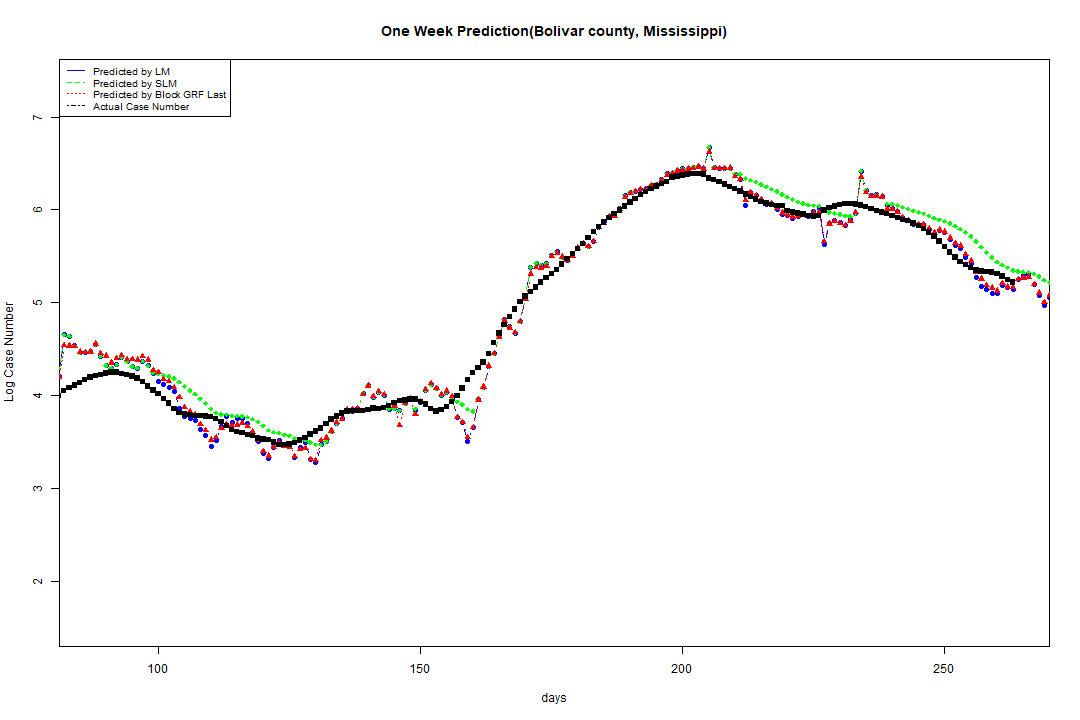 One Week Prediction(Bolivar county, Mississippi)
Predicted by LM
Predicted by SLM
Predicted by Block GRF Last
Actual Case Number
Log Case Number
7
6
5
4
3
2
100 150 200 250
days